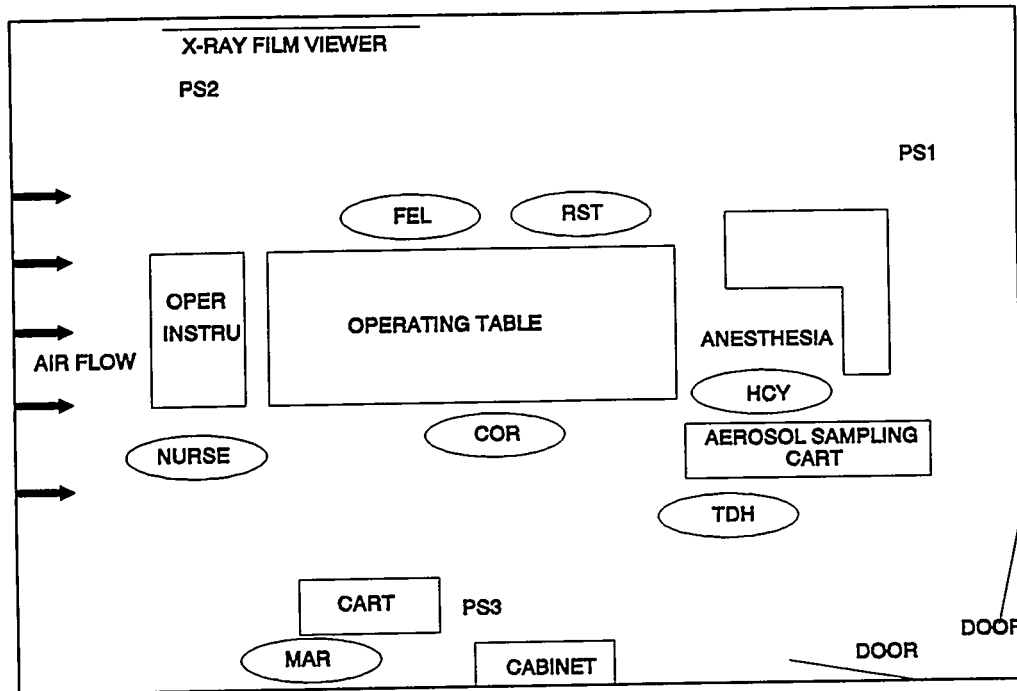 X-RAY FILM VIEWER
PS2
PS1
FEL
RST
OPER
INSTRU
OPERATING TABLE
ANESTHESIA
AIR FLOW
HCY
COR
AEROSOL SAMPLING
CART
NURSE
TDH
CART
PS3
DOOR
DOOR
MAR
CABINET